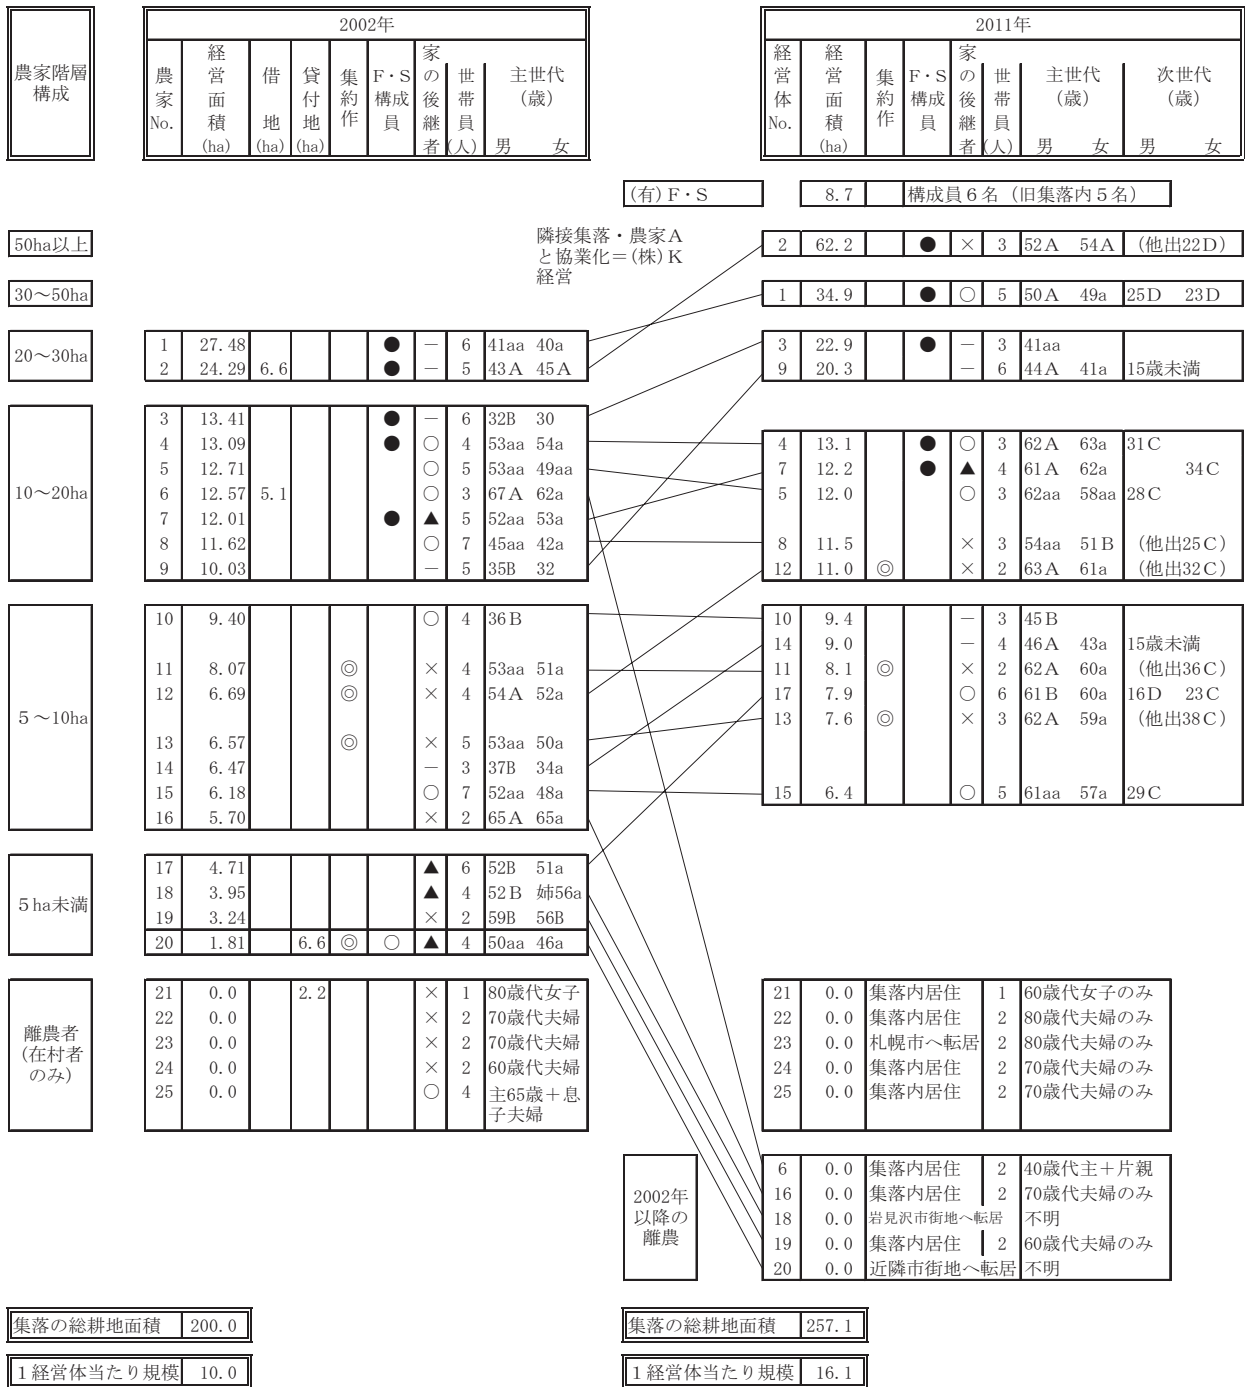 農家階層
構成
2002年
農家No. 経営面積(ha) 借地(ha) 貸付地(ha) 集約作 F・S構成員 家の後継者 世帯員(人) 主世代(歳) 男 女
2011年
経営体No. 経営面積(ha) 集約作 F・S構成員 家の後継者 世帯員(人) 主世代(歳) 男 女 次世代(歳) 男 女
(有)F・S 8.7 構成員6名(旧集落内5名)
隣接集落・農家A
と協業化=(株)K
経営
50ha以上
2 62.2 ● × 3 52A 54A (他出22D)
30～50ha
1 34.9 ● ○ 5 50A 49a 25D 23D
20～30ha
1 27.48 ● － 6 41aa 40a
2 24.29 6.6 ● － 5 43A 45A
3 22.9 ● － 3 41aa
9 20.3 － 6 44A 41a 15歳未満
10～20ha
3 13.41 ● － 6 32B 30
4 13.09 ● ○ 4 53aa 54a
5 12.71 ○ 5 53aa 49aa
6 12.57 5.1 ○ 3 67A 62a
7 12.01 ● ▲ 5 52aa 53a
8 11.62 ○ 7 45aa 42a
9 10.03 － 5 35B 32
4 13.1 ● ○ 3 62A 63a 31C
7 12.2 ● ▲ 4 61A 62a 34C
5 12.0 ○ 3 62aa 58aa 28C
8 11.5 × 3 54aa 51B (他出25C)
12 11.0 ◎ × 2 63A 61a (他出32C)
5～10ha
10 9.40 ○ 4 36B
11 8.07 ◎ × 4 53aa 51a
12 6.69 ◎ × 4 54A 52a
13 6.57 ◎ × 5 53aa 50a
14 6.47 － 3 37B 34a
15 6.18 ○ 7 52aa 48a
16 5.70 × 2 65A 65a
10 9.4 － 3 45B
14 9.0 － 4 46A 43a 15歳未満
11 8.1 ◎ × 2 62A 60a (他出36C)
17 7.9 ○ 6 61B 60a 16D 23C
13 7.6 ◎ × 3 62A 59a (他出38C)
15 6.4 ○ 5 61aa 57a 29C
5ha未満
17 4.71 ▲ 6 52B 51a
18 3.95 ▲ 4 52B 姉56a
19 3.24 × 2 59B 56B
20 1.81 6.6 ◎ ○ ▲ 4 50aa 46a
離農者
(在村者
のみ)
21 0.0 2.2 × 1 80歳代女子
22 0.0 × 2 70歳代夫婦
23 0.0 × 2 70歳代夫婦
24 0.0 × 2 60歳代夫婦
25 0.0 ○ 4 主65歳+息
子夫婦
21 0.0 集落内居住 1 60歳代女子のみ
22 0.0 集落内居住 2 80歳代夫婦のみ
23 0.0 札幌市へ転居 2 80歳代夫婦のみ
24 0.0 集落内居住 2 70歳代夫婦のみ
25 0.0 集落内居住 2 70歳代夫婦のみ
2002年
以降の
離農
6 0.0 集落内居住 2 40歳代主+片親
16 0.0 集落内居住 2 70歳代夫婦のみ
18 0.0 岩見沢市街地へ転居 不明
19 0.0 集落内居住 2 60歳代夫婦のみ
20 0.0 近隣市街地へ転居 不明
集落の総耕地面積 200.0
集落の総耕地面積 257.1
1経営体当たり規模 10.0
1経営体当たり規模 16.1